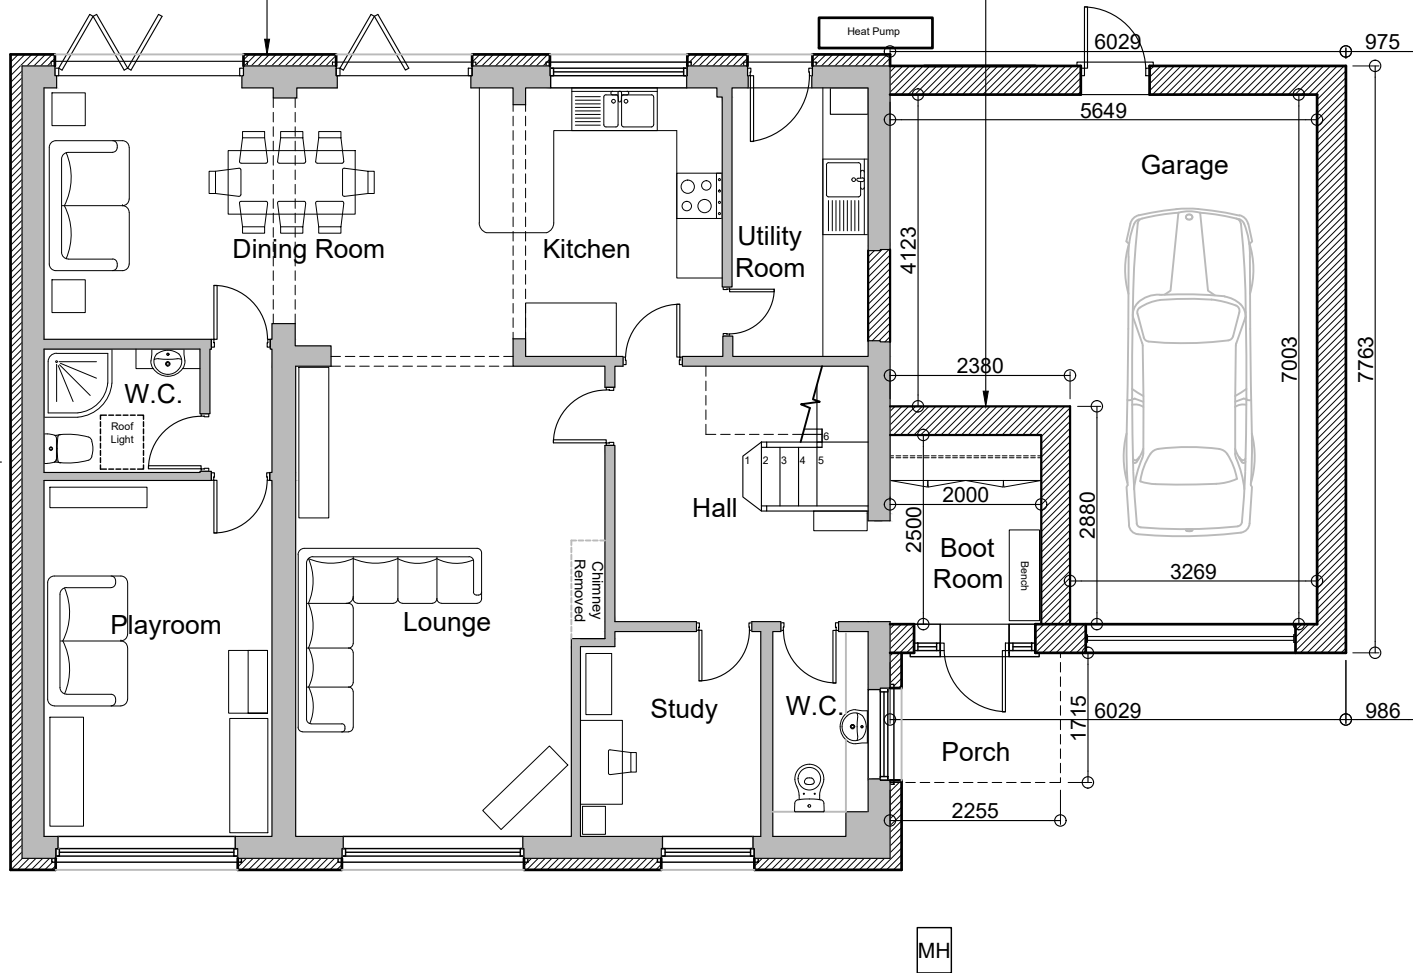 Heat Pump
6029
975
5649
Garage
Dining Room
Kitchen
Utility
Room
4123
7003
7763
2380
W.C.
Roof
Light
6
1
2
3
4
5
Hall
2000
2500
2880
Boot
Room
Bench
3269
Chimney
Removed
Playroom
Lounge
Study
W.C.
1715
6029
986
Porch
2255
MH